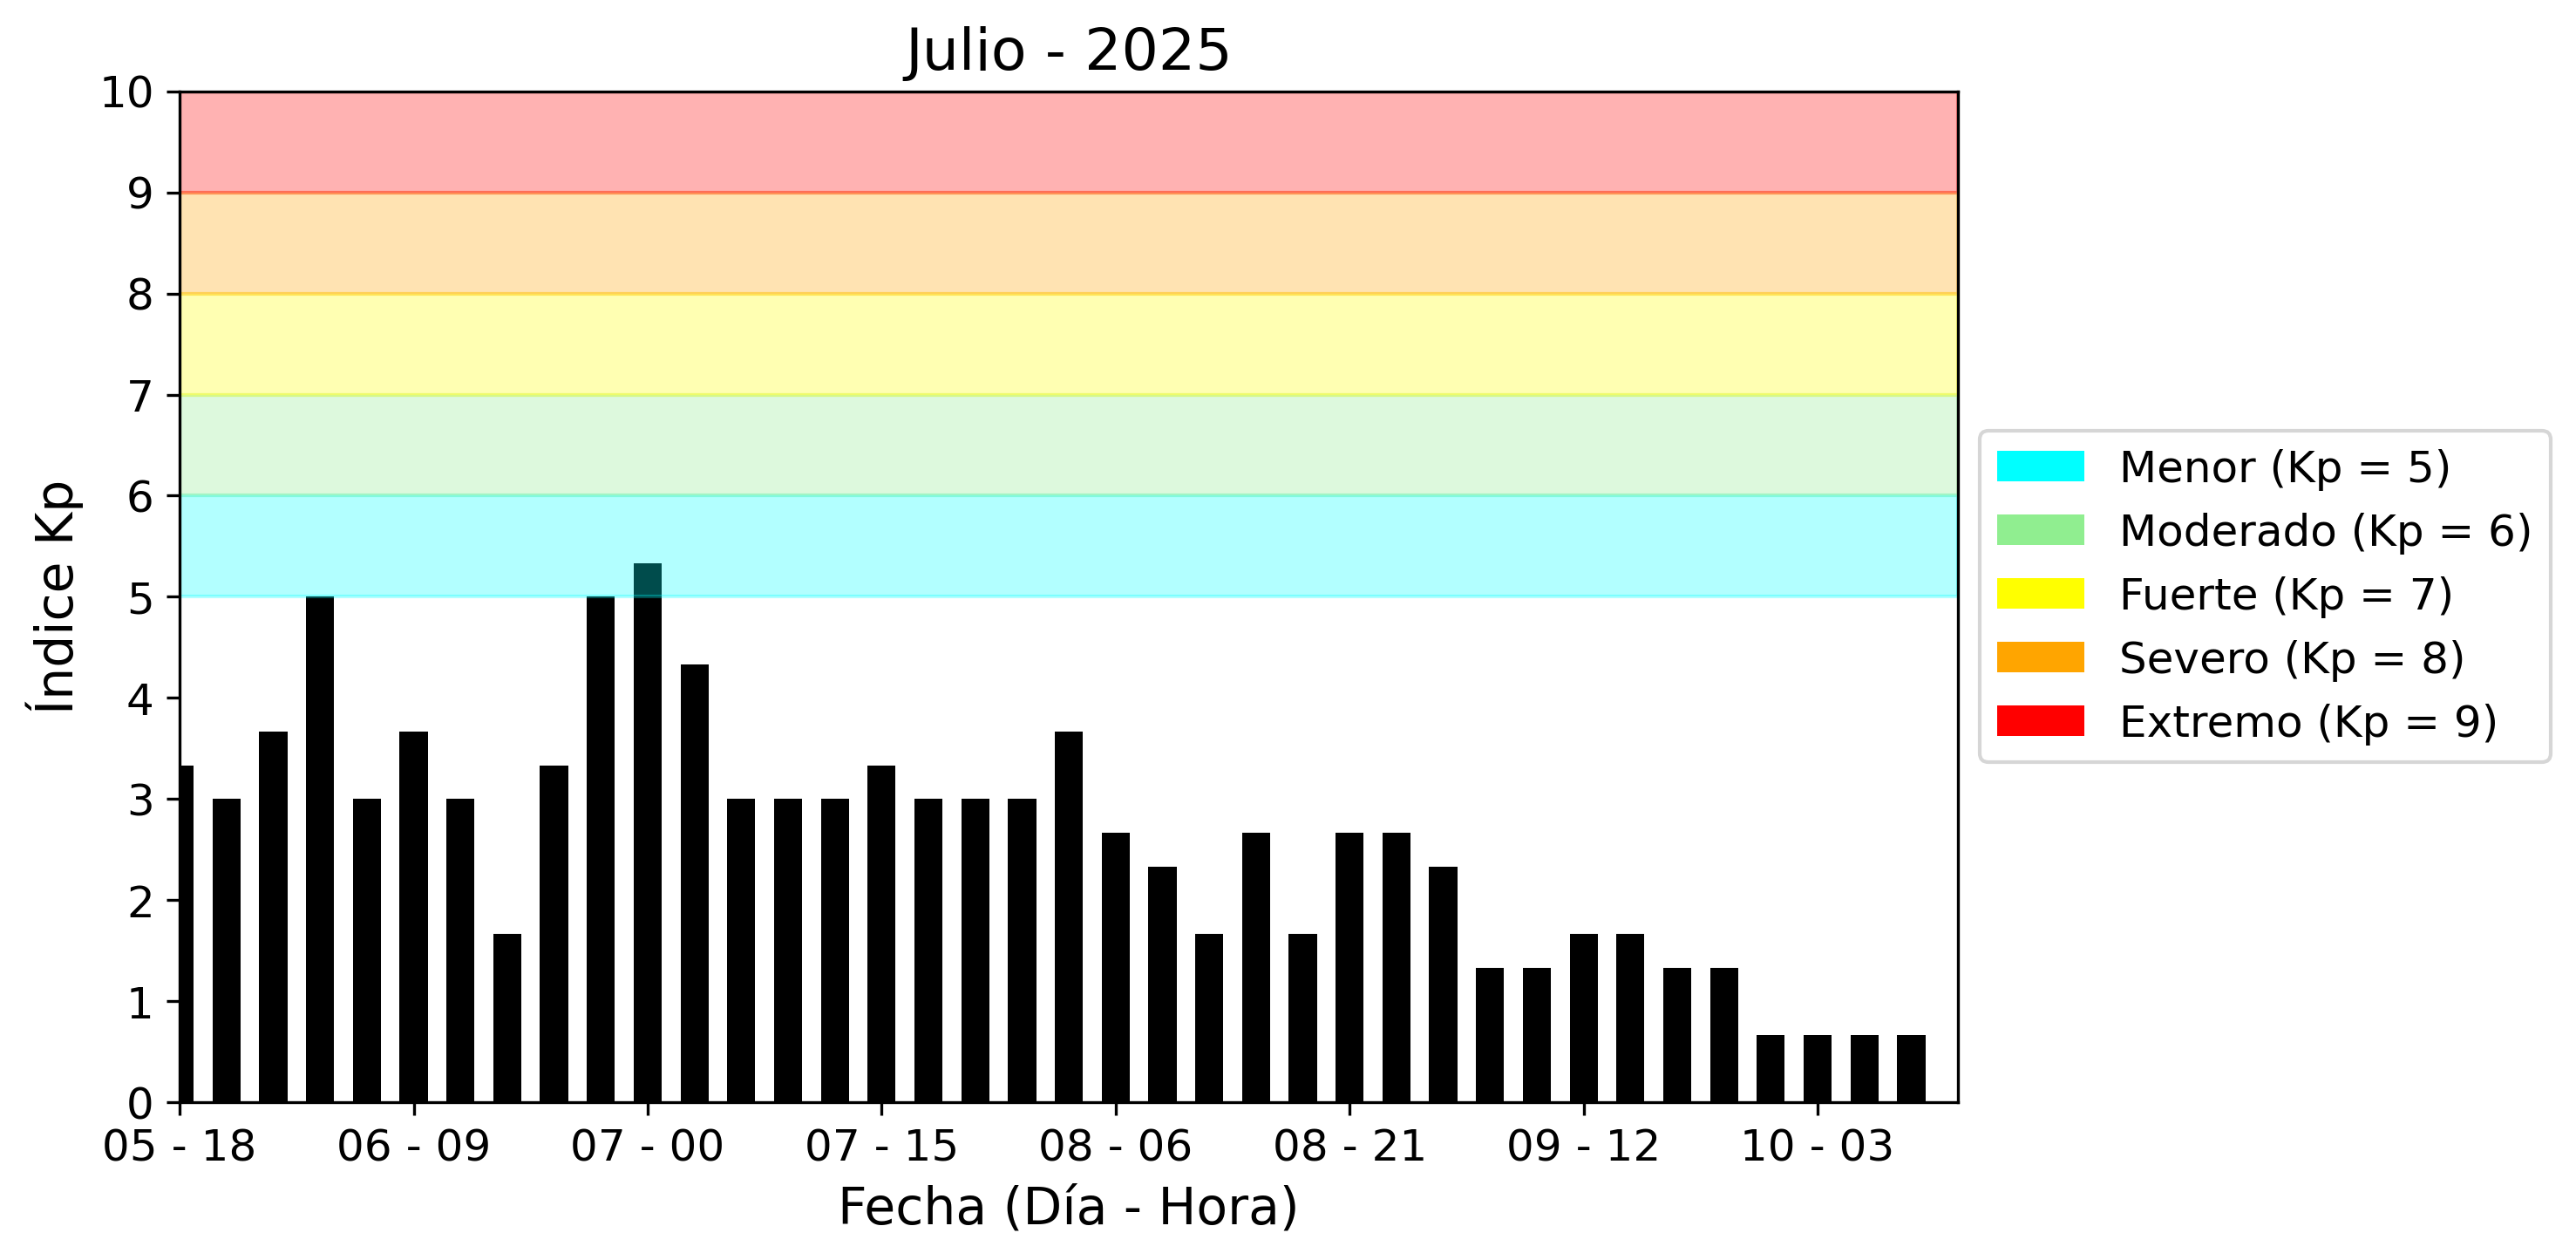 Julio - 2025
10
9
8
7
6
5
4
3
2
1
0
Índice Kp
05 - 18 06 - 09 07 - 00 07 - 15 08 - 06 08 - 21 09 - 12 10 - 03
Fecha (Día - Hora)
Menor (Kp = 5)
Moderado (Kp = 6)
Fuerte (Kp = 7)
Severo (Kp = 8)
Extremo (Kp = 9)